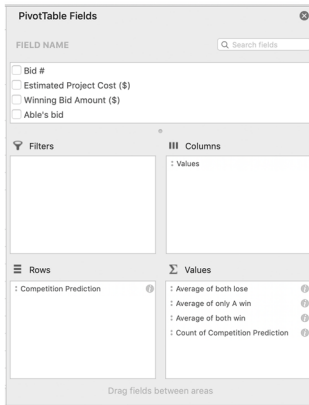 PivotTable Fields
FIELD NAME
Search fields
Bid #
Estimated Project Cost ($)
Winning Bid Amount ($)
Able's bid
Filters
Columns
Values
Rows
Values
Competition Prediction
Average of both lose
Average of only A win
Average of both win
Count of Competition Prediction
Drag fields between areas